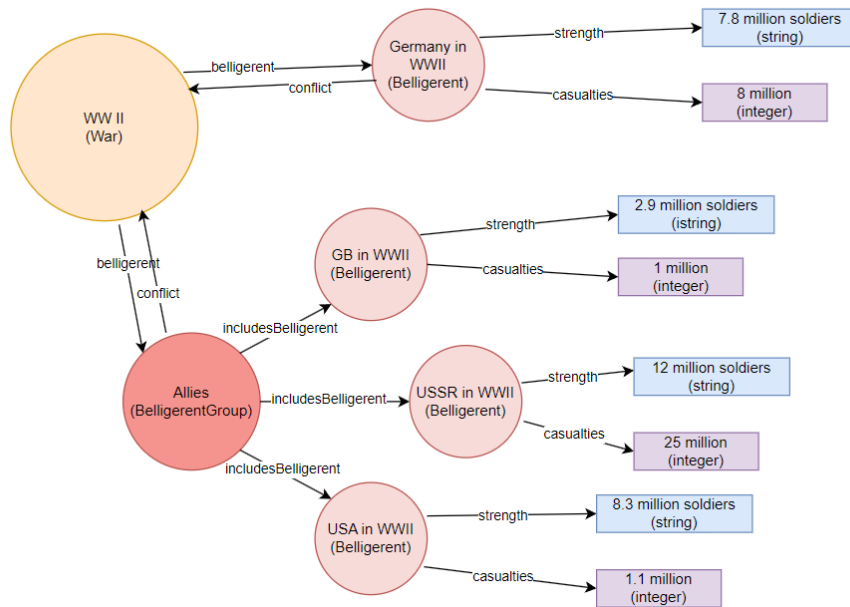 7.8 million soldiers
(string)
strength
Germany in
WWII
(Belligerent)
belligerent
conflict
casualties
8 million
(integer)
WW II
(War)
2.9 million soldiers
(istring)
strength
GB in WWII
(Belligerent)
casualties
1 million
(integer)
belligerent
conflict
includesBelligerent
12 million soldiers
(string)
strength
Allies
(BelligerentGroup)
includesBelligerent
USSR in WWII
(Belligerent)
casualties
25 million
(integer)
includesBelligerent
8.3 million soldiers
(string)
strength
USA in WWII
(Belligerent)
casualties
1.1 million
(integer)